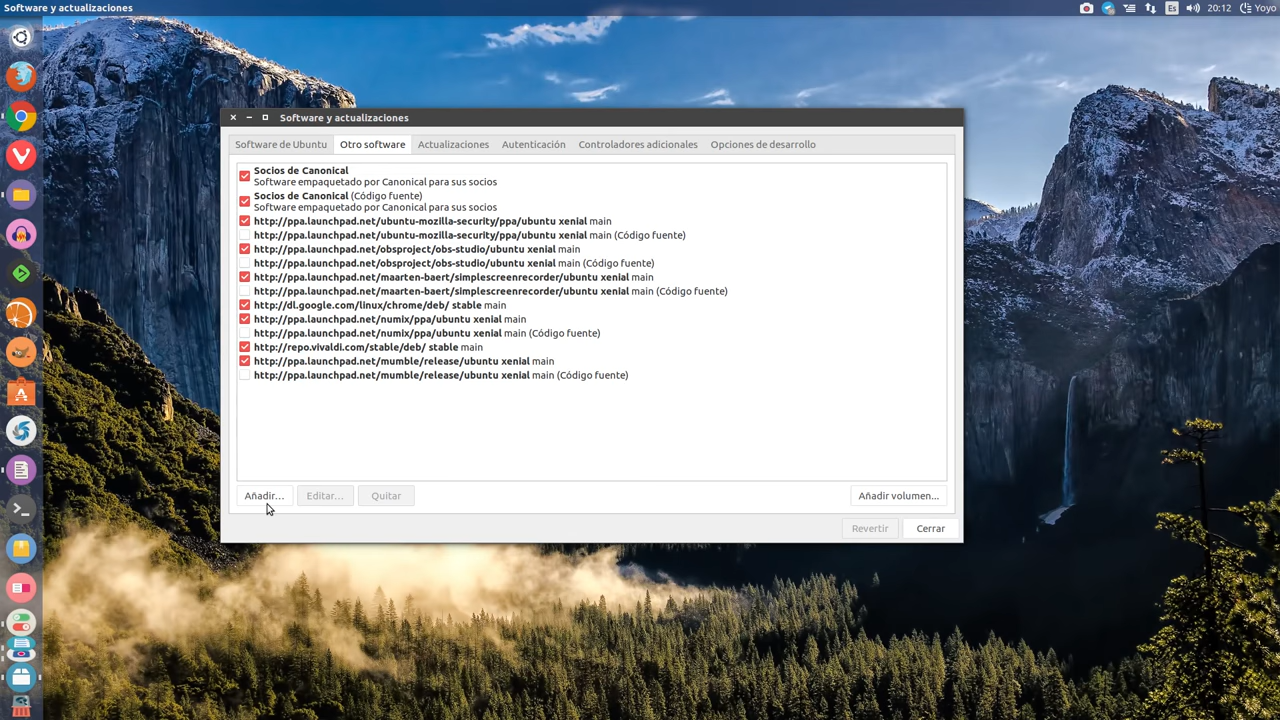 Software y actualizaciones
Es
20:12
Yoyo
Software y actualizaciones
Software de Ubuntu
Otro software
Actualizaciones
Autenticación
Controladores adicionales
Opciones de desarrollo
Socios de Canonical
Software empaquetado por Canonical para sus socios
Socios de Canonical (Código fuente)
Software empaquetado por Canonical para sus socios
http://ppa.launchpad.net/ubuntu-mozilla-security/ppa/ubuntu xenial main
http://ppa.launchpad.net/ubuntu-mozilla-security/ppa/ubuntu xenial main (Código fuente)
http://ppa.launchpad.net/obsproject/obs-studio/ubuntu xenial main
http://ppa.launchpad.net/obsproject/obs-studio/ubuntu xenial main (Código fuente)
http://ppa.launchpad.net/maarten-baert/simplescreenrecorder/ubuntu xenial main
http://ppa.launchpad.net/maarten-baert/simplescreenrecorder/ubuntu xenial main (Código fuente)
http://dl.google.com/linux/chrome/deb/ stable main
http://ppa.launchpad.net/numix/ppa/ubuntu xenial main
http://ppa.launchpad.net/numix/ppa/ubuntu xenial main (Código fuente)
http://repo.vivaldi.com/stable/deb/ stable main
http://ppa.launchpad.net/mumble/release/ubuntu xenial main
http://ppa.launchpad.net/mumble/release/ubuntu xenial main (Código fuente)
Añadir...
Editar...
Quitar
Añadir volumen...
Revertir
Cerrar